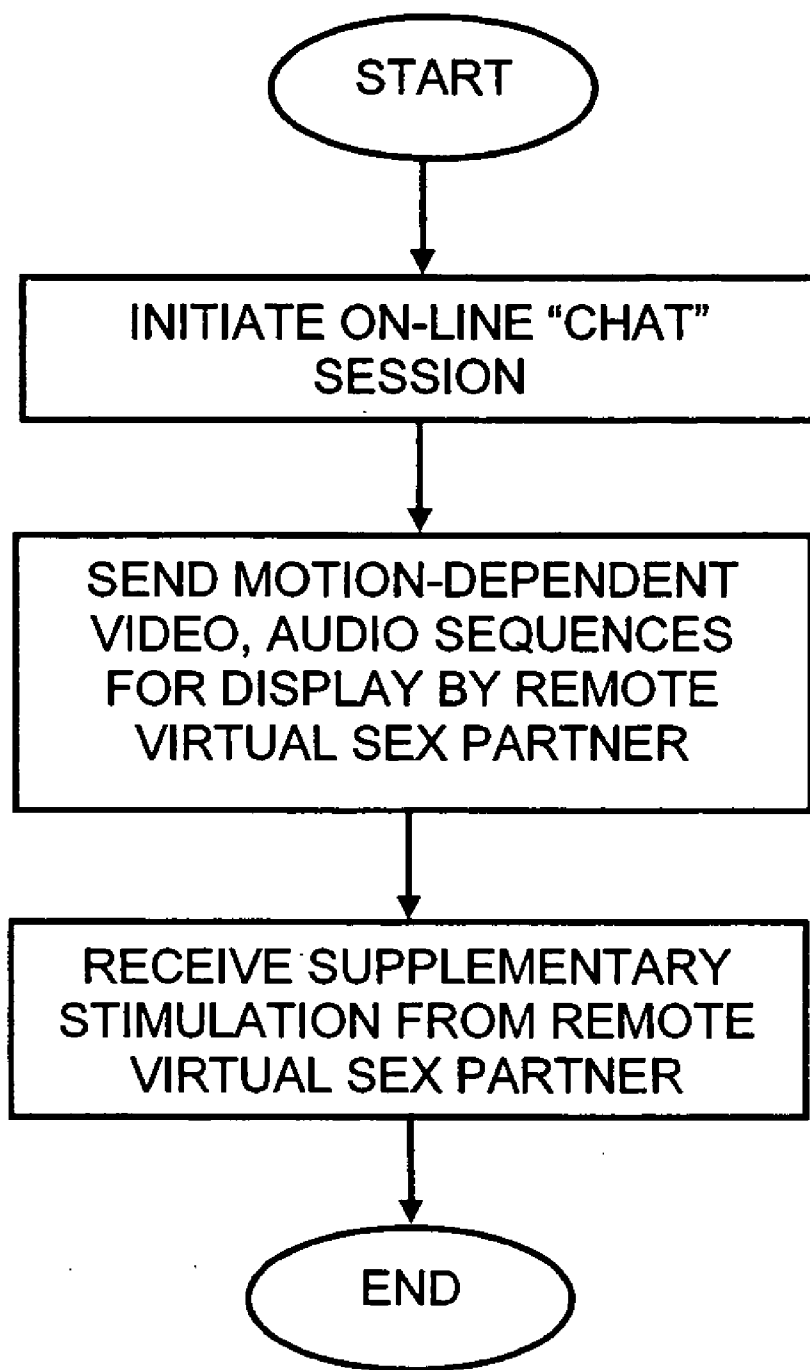 START
INITIATE ON-LINE “CHAT”
SESSION
SEND MOTION-DEPENDENT
VIDEO, AUDIO SEQUENCES
FOR DISPLAY BY REMOTE
VIRTUAL SEX PARTNER
RECEIVE SUPPLEMENTARY
STIMULATION FROM REMOTE
VIRTUAL SEX PARTNER
END